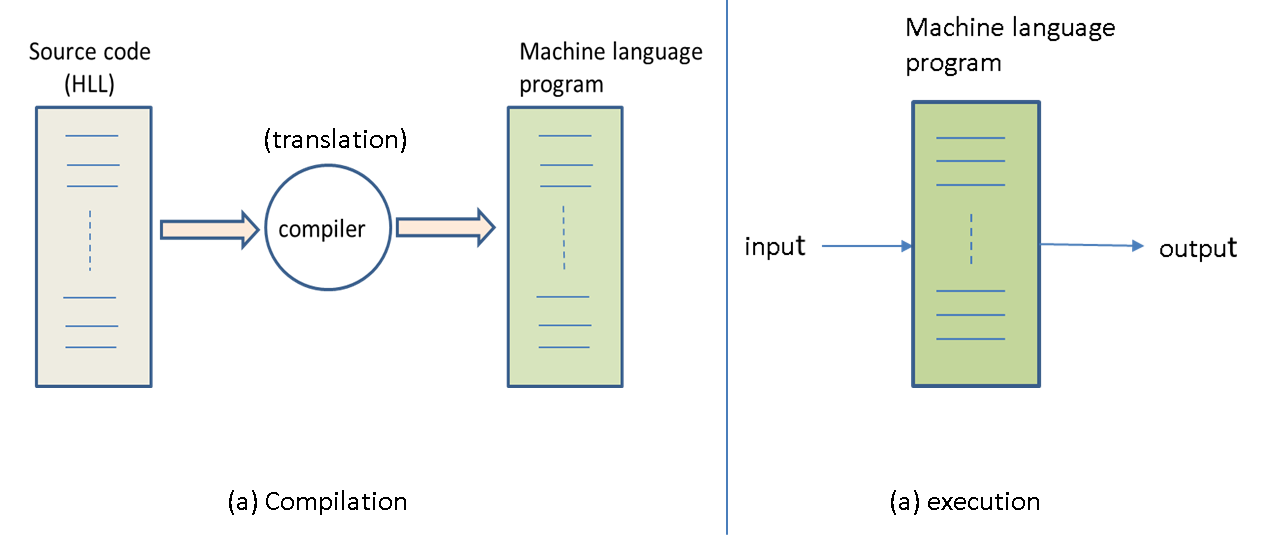 Source code
(HLL)
(translation)
compiler
Machine language
program
(a) Compilation
Machine language
program
input
output
(a) execution